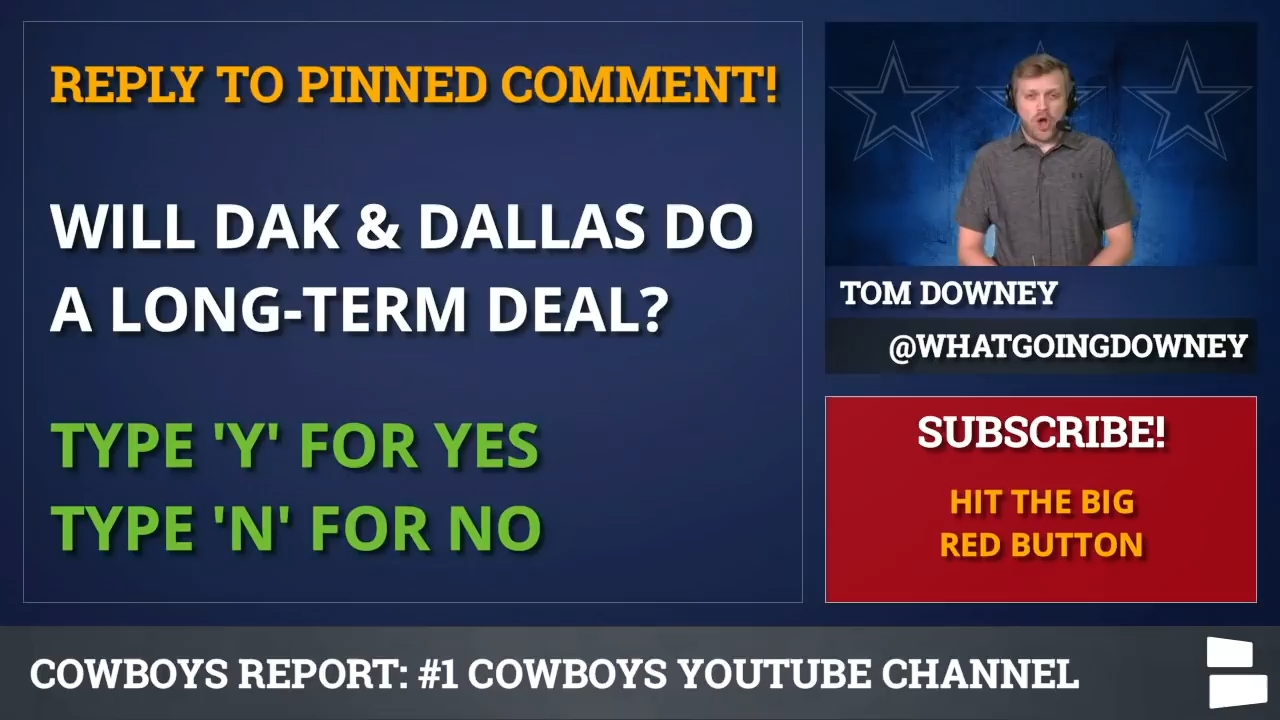 REPLY TO PINNED COMMENT!
WILL DAK & DALLAS DO
A LONG-TERM DEAL?
TYPE 'Y' FOR YES
TYPE 'N' FOR NO
TOM DOWNEY
@WHATGOINGDOWNEY
SUBSCRIBE!
HIT THE BIG
RED BUTTON
COWBOYS REPORT: #1 COWBOYS YOUTUBE CHANNEL